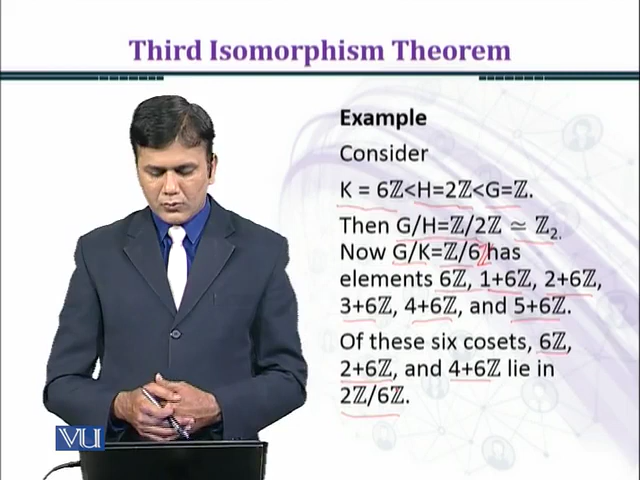 Third Isomorphism Theorem
Example
Consider
K = 6ℤ<H=2ℤ<G=ℤ.
Then G/H=ℤ/2ℤ ≃ ℤ₂.
Now G/K=ℤ/6ℤ has
elements 6ℤ, 1+6ℤ, 2+6ℤ,
3+6ℤ, 4+6ℤ, and 5+6ℤ.
Of these six cosets, 6ℤ,
2+6ℤ, and 4+6ℤ lie in
2ℤ/6ℤ.
VU